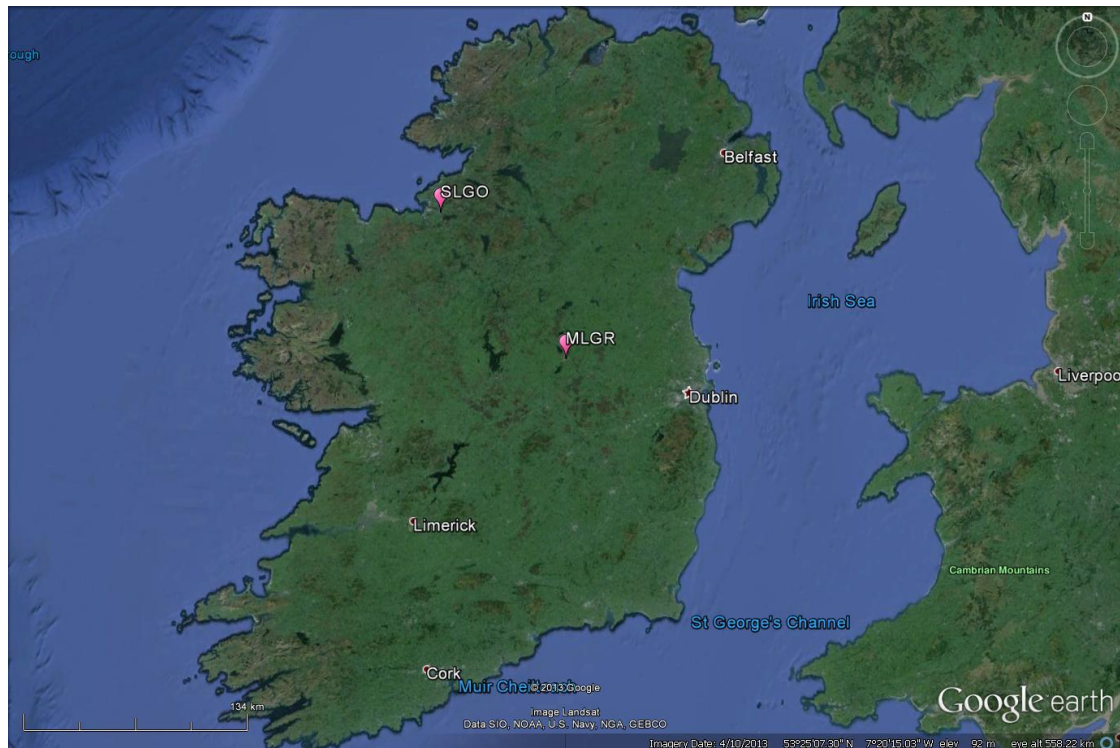 N
ough
Belfast
SLGO
Irish Sea
MLGR
Liverpoo
Dublin
Limerick
Cambrian Mountains
St George's Channel
Cork
© 2013 Google
134 km
Image Landsat
Data SIO, NOAA, U.S. Navy, NGA, GEBCO
Google earth
Imagery Date: 4/10/2013 53°25'07.30" N 7°20'15.03" W elev 92 m eye alt 558.22 km